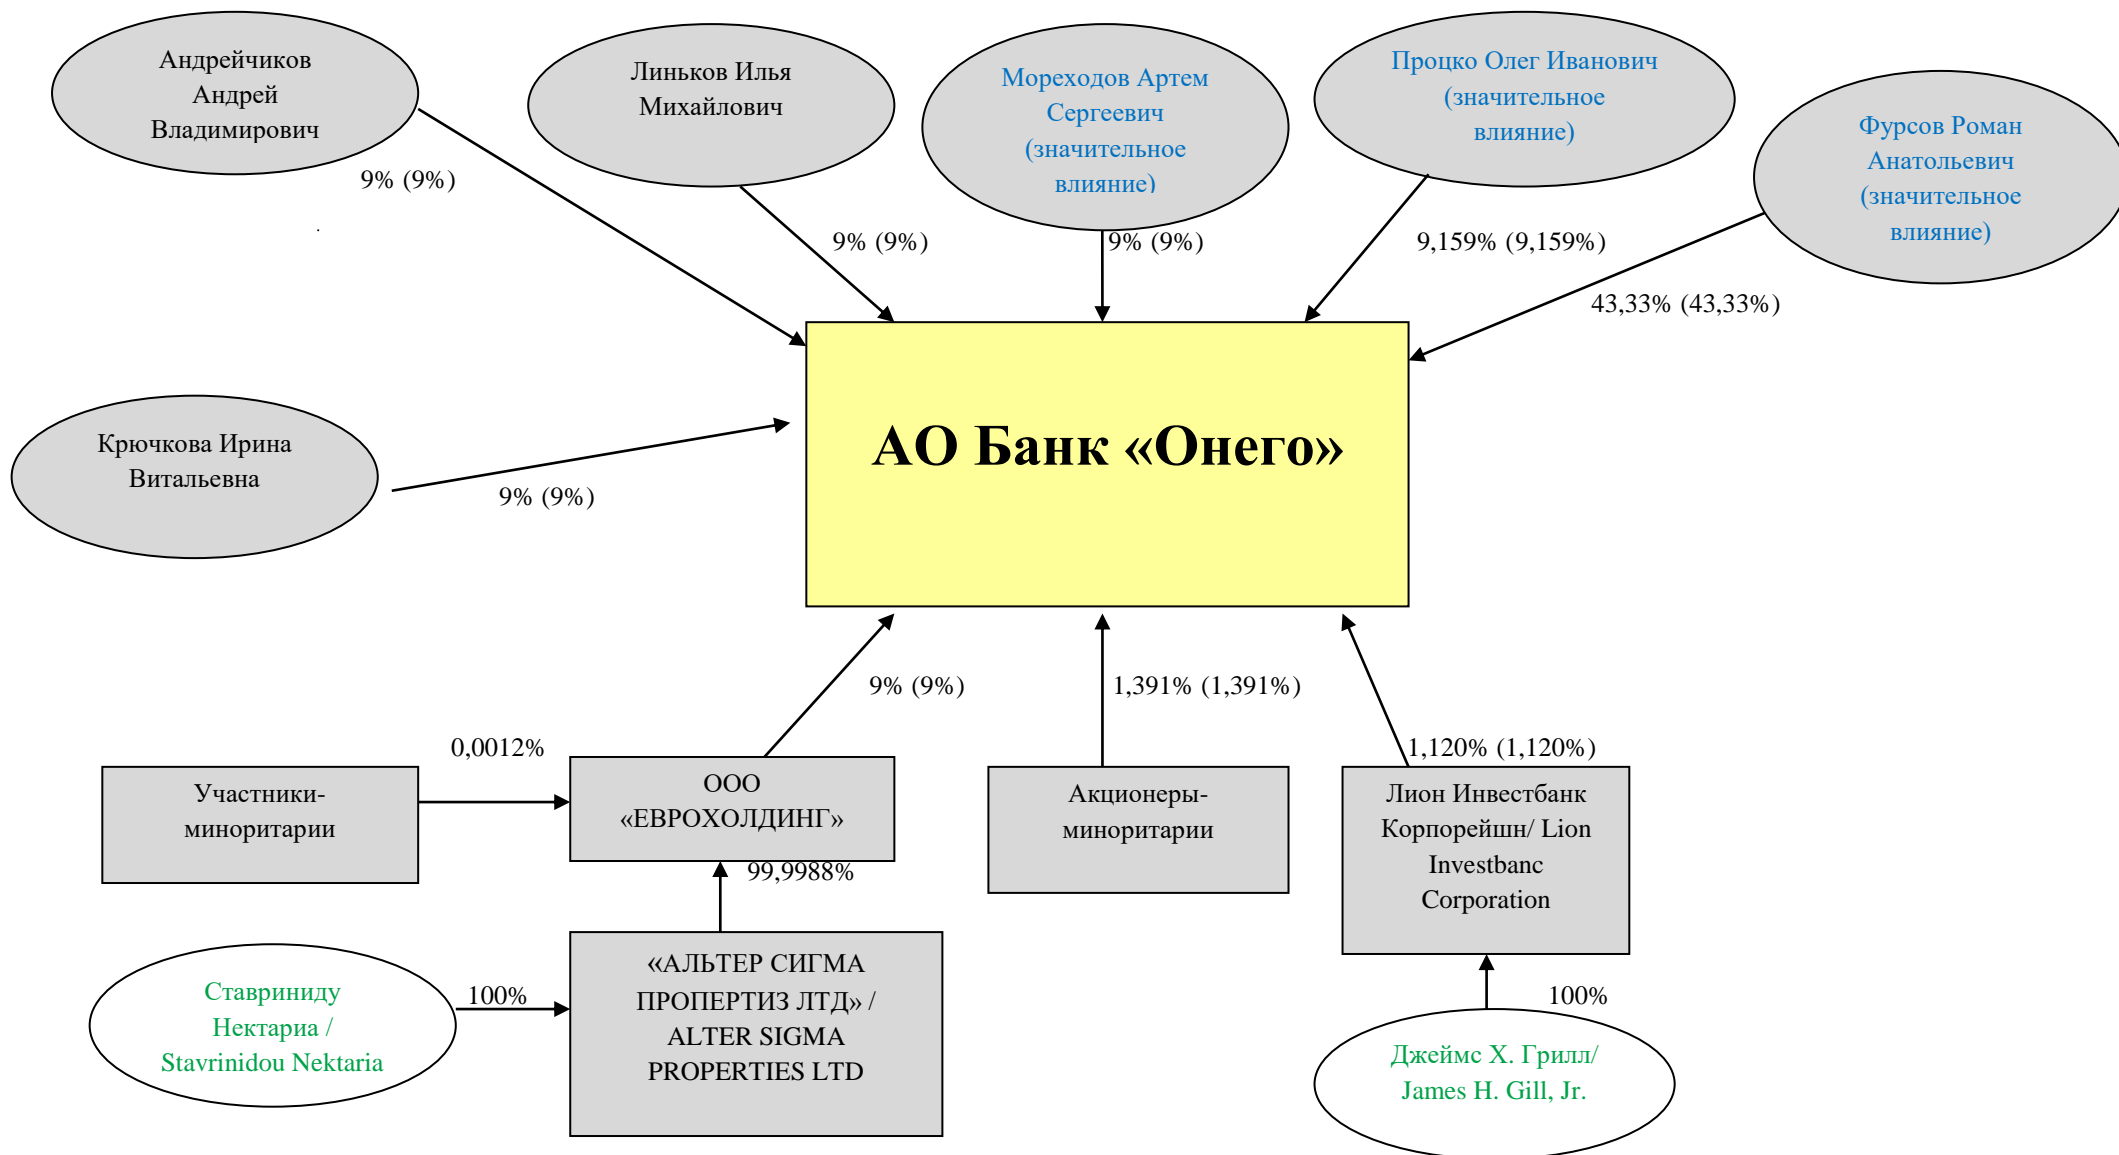 Андрейчиков
Андрей
Владимирович
Линьков Илья
Михайлович
Мореходов Артем
Сергеевич
(значительное
влияние)
Процко Олег Иванович
(значительное
влияние)
Фурсов Роман
Анатольевич
(значительное
влияние)
9% (9%)
9% (9%)
9% (9%)
9,159% (9,159%)
43,33% (43,33%)
АО Банк «Онего»
Крючкова Ирина
Витальевна
9% (9%)
9% (9%)
1,391% (1,391%)
1,120% (1,120%)
0,0012%
Участники-
миноритарии
ООО
«ЕВРОХОЛДИНГ»
Акционеры-
миноритарии
Лион Инвестбанк
Корпорейшн/ Lion
Investbanc
Corporation
99,9988%
Ставриниду
Нектариа /
Stavrinidou Nektaria
100%
«АЛЬТЕР СИГМА
ПРОПЕРТИЗ ЛТД» /
ALTER SIGMA
PROPERTIES LTD
100%
Джеймс Х. Грилл/
James H. Gill, Jr.